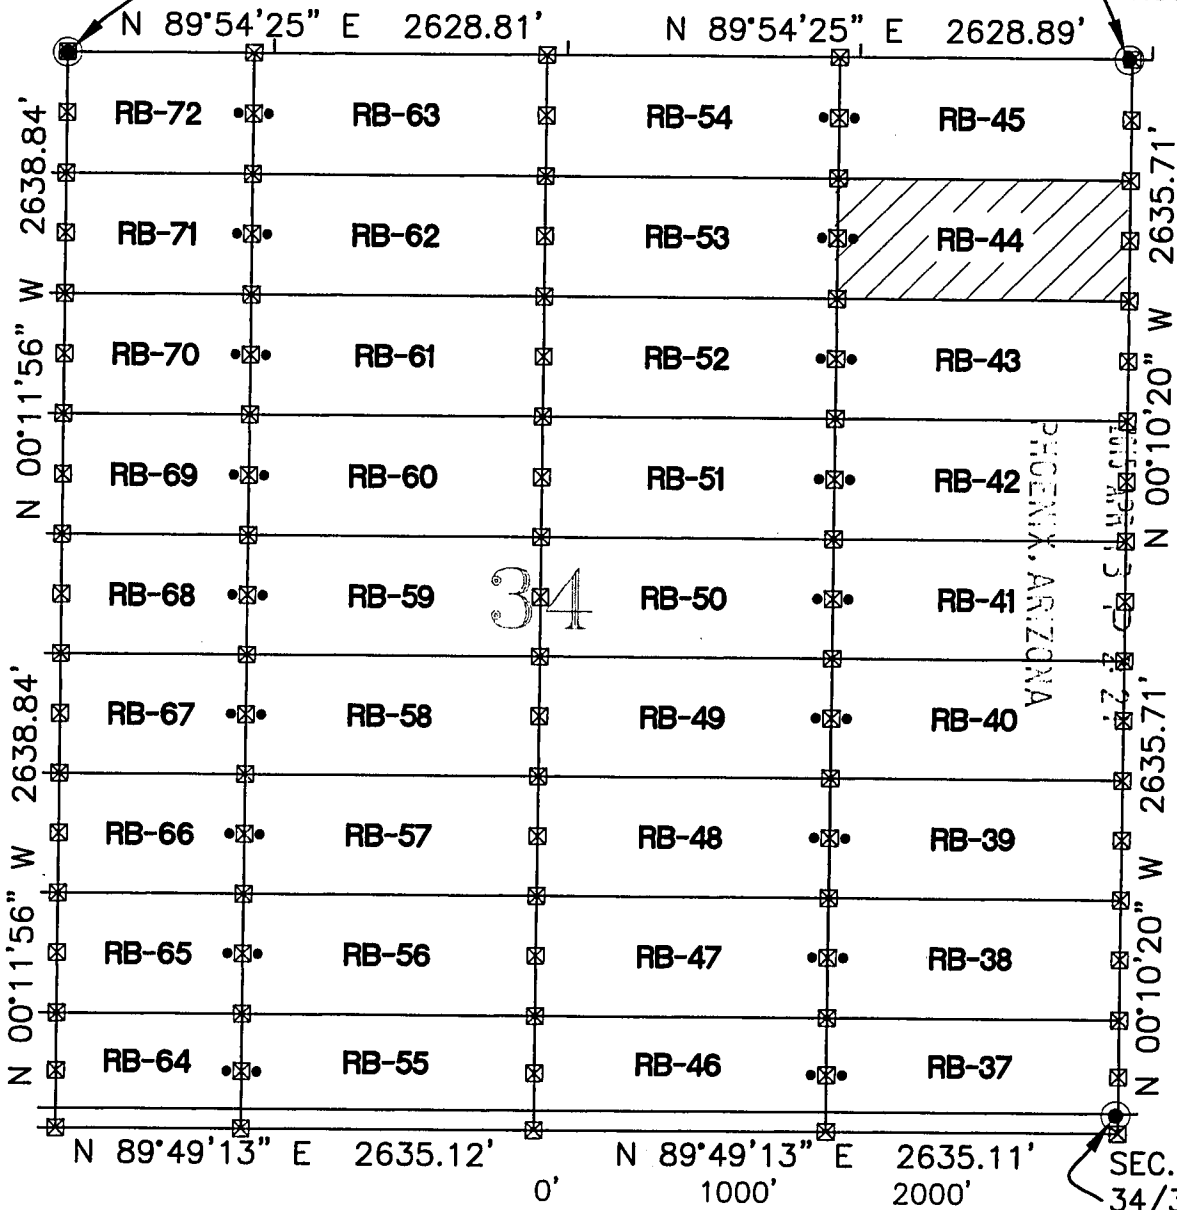 N 89°54'25" E 2628.81' N 89°54'25" E 2628.89'
RB-72 RB-63 RB-54 RB-45
RB-71 RB-62 RB-53 RB-44
RB-70 RB-61 RB-52 RB-43
RB-69 RB-60 RB-51 RB-42
RB-68 RB-59 RB-50 RB-41
34
RB-67 RB-58 RB-49 RB-40
RB-66 RB-57 RB-48 RB-39
RB-65 RB-56 RB-47 RB-38
RB-64 RB-55 RB-46 RB-37
N 00°11'56" W 2638.84'
N 00°11'56" W 2638.84'
2635.71'
N 00°10'20" W
2635.71'
N 00°10'20" W
PHOENIX, ARIZONA
N 89°49'13" E 2635.12' N 89°49'13" E 2635.11'
0' 1000' 2000'
SEC.